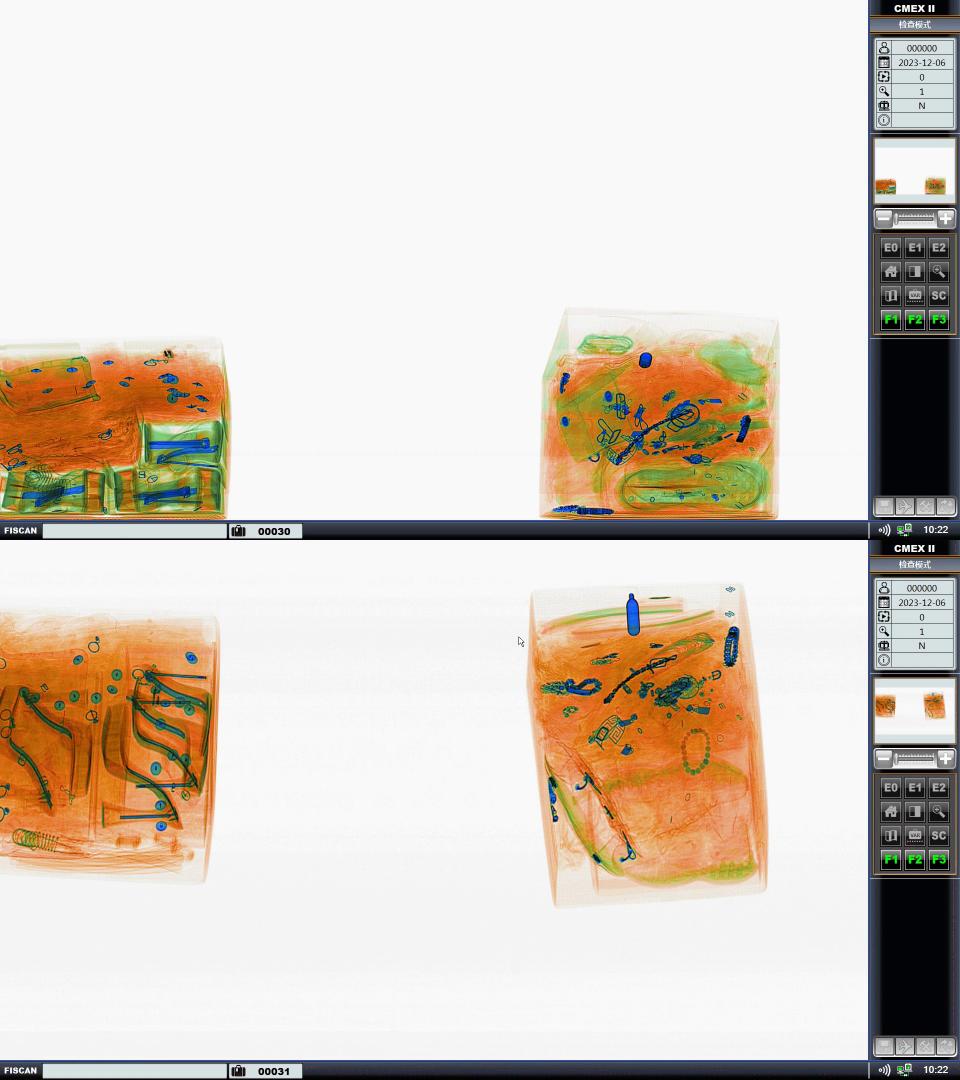 CMEX II
检查模式
000000
2023-12-06
0
1
N
E0 E1 E2
VAR SC
F1 F2 F3
FISCAN 00030 10:22
CMEX II
检查模式
000000
2023-12-06
0
1
N
E0 E1 E2
VAR SC
F1 F2 F3
FISCAN 00031 10:22